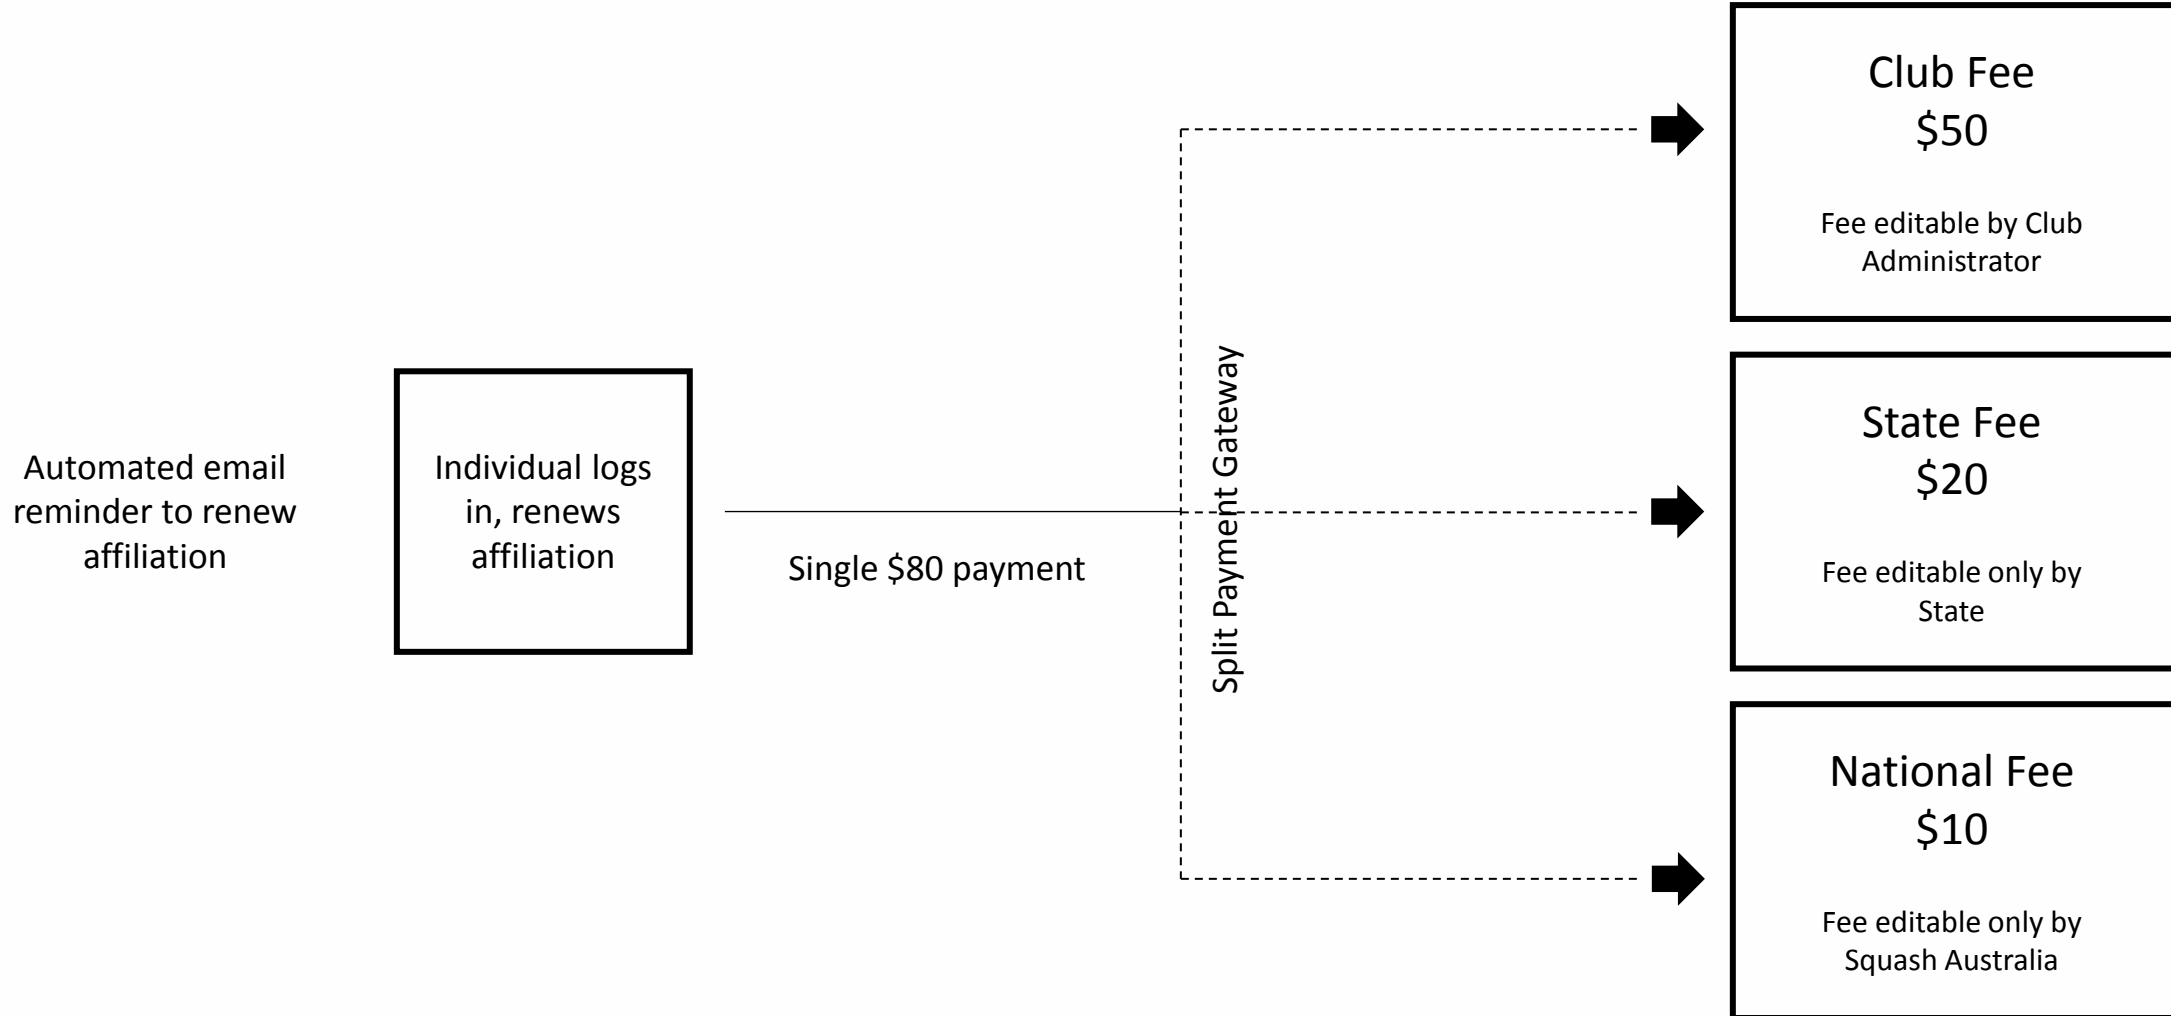 Automated email
reminder to renew
affiliation
Individual logs
in, renews
affiliation
Single $80 payment
Split Payment Gateway
Club Fee
$50
Fee editable by Club
Administrator
State Fee
$20
Fee editable only by
State
National Fee
$10
Fee editable only by
Squash Australia